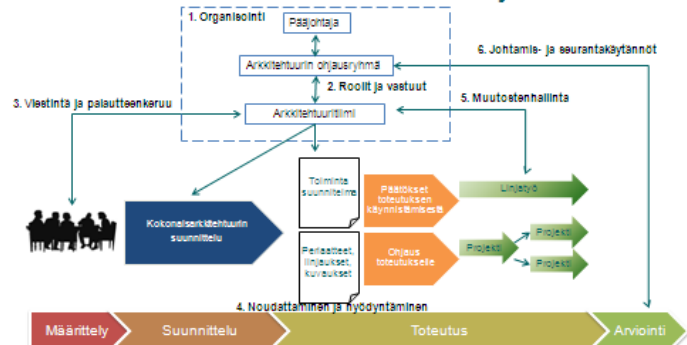 1. Organisointi
Pääjohtaja
Arkkitehtuurin ohjausryhmä
6. Johtamis- ja seurantakäytännöt
2. Roolit ja vastuut
3. Viestintä ja palautteenkeruu
Arkkitehtuuritiimi
5. Muutostenhallinta
Toiminta
suunnitelma
Päätökset
toteutuksen
käynnistämisestä
Linjatyö
Kokonaisarkkitehtuurin
suunnittelu
Periaatteet,
linjaukset,
kuvaukset
Ohjaus
toteutukselle
Projekti
Projekti
Projekti
4. Noudattaminen ja hyödyntäminen
Määrittely
Suunnittelu
Toteutus
Arviointi